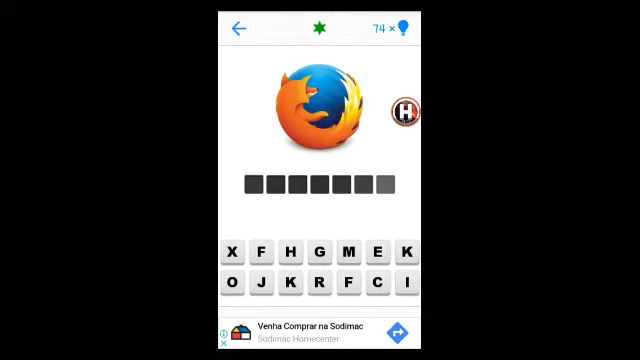 74 ×
H
X F H G M E K
O J K R F C I
Venha Comprar na Sodimac
Sodimac Homecenter